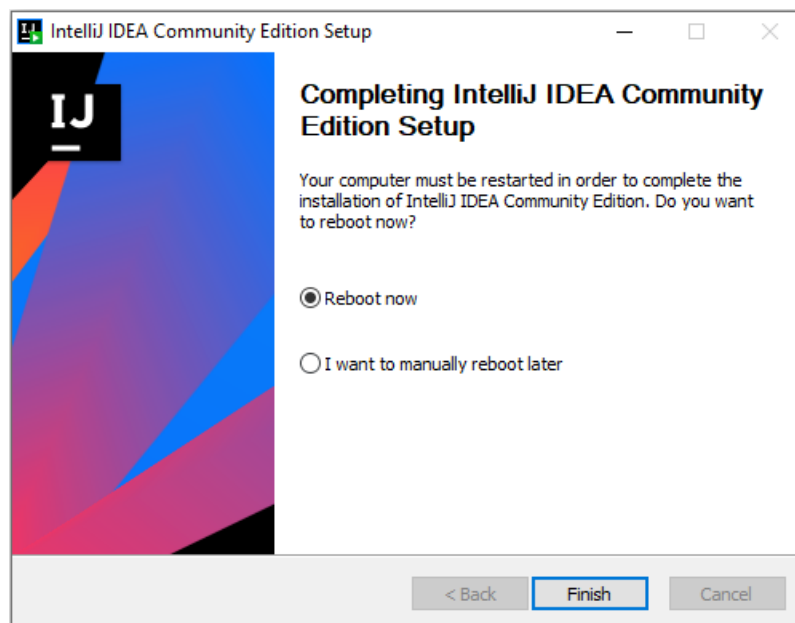 IntelliJ IDEA Community Edition Setup
IJ
Completing IntelliJ IDEA Community
Edition Setup
Your computer must be restarted in order to complete the
installation of IntelliJ IDEA Community Edition. Do you want
to reboot now?
Reboot now
I want to manually reboot later
< Back
Finish
Cancel